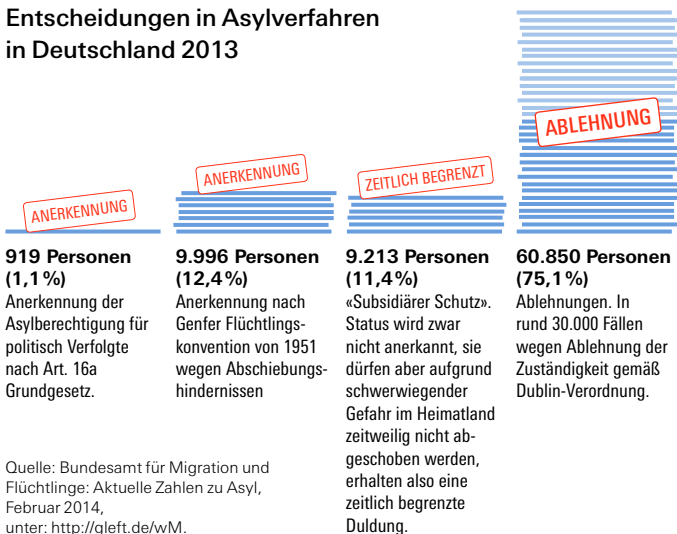 Entscheidungen in Asylverfahren
in Deutschland 2013
ANERKENNUNG
919 Personen
(1,1 %)
Anerkennung der
Asylberechtigung für
politisch Verfolgte
nach Art. 16a
Grundgesetz.
ANERKENNUNG
9.996 Personen
(12,4 %)
Anerkennung nach
Genfer Flüchtlings-
konvention von 1951
wegen Abschiebungs-
hindernissen
ZEITLICH BEGRENZT
9.213 Personen
(11,4 %)
«Subsidiärer Schutz».
Status wird zwar
nicht anerkannt, sie
dürfen aber aufgrund
schwerwiegender
Gefahr im Heimatland
zeitweilig nicht ab-
geschoben werden,
erhalten also eine
zeitlich begrenzte
Duldung.
ABLEHNUNG
60.850 Personen
(75,1 %)
Ablehnungen. In
rund 30.000 Fällen
wegen Ablehnung der
Zuständigkeit gemäß
Dublin-Verordnung.
Quelle: Bundesamt für Migration und
Flüchtlinge: Aktuelle Zahlen zu Asyl,
Februar 2014,
unter: http://gleft.de/wM.